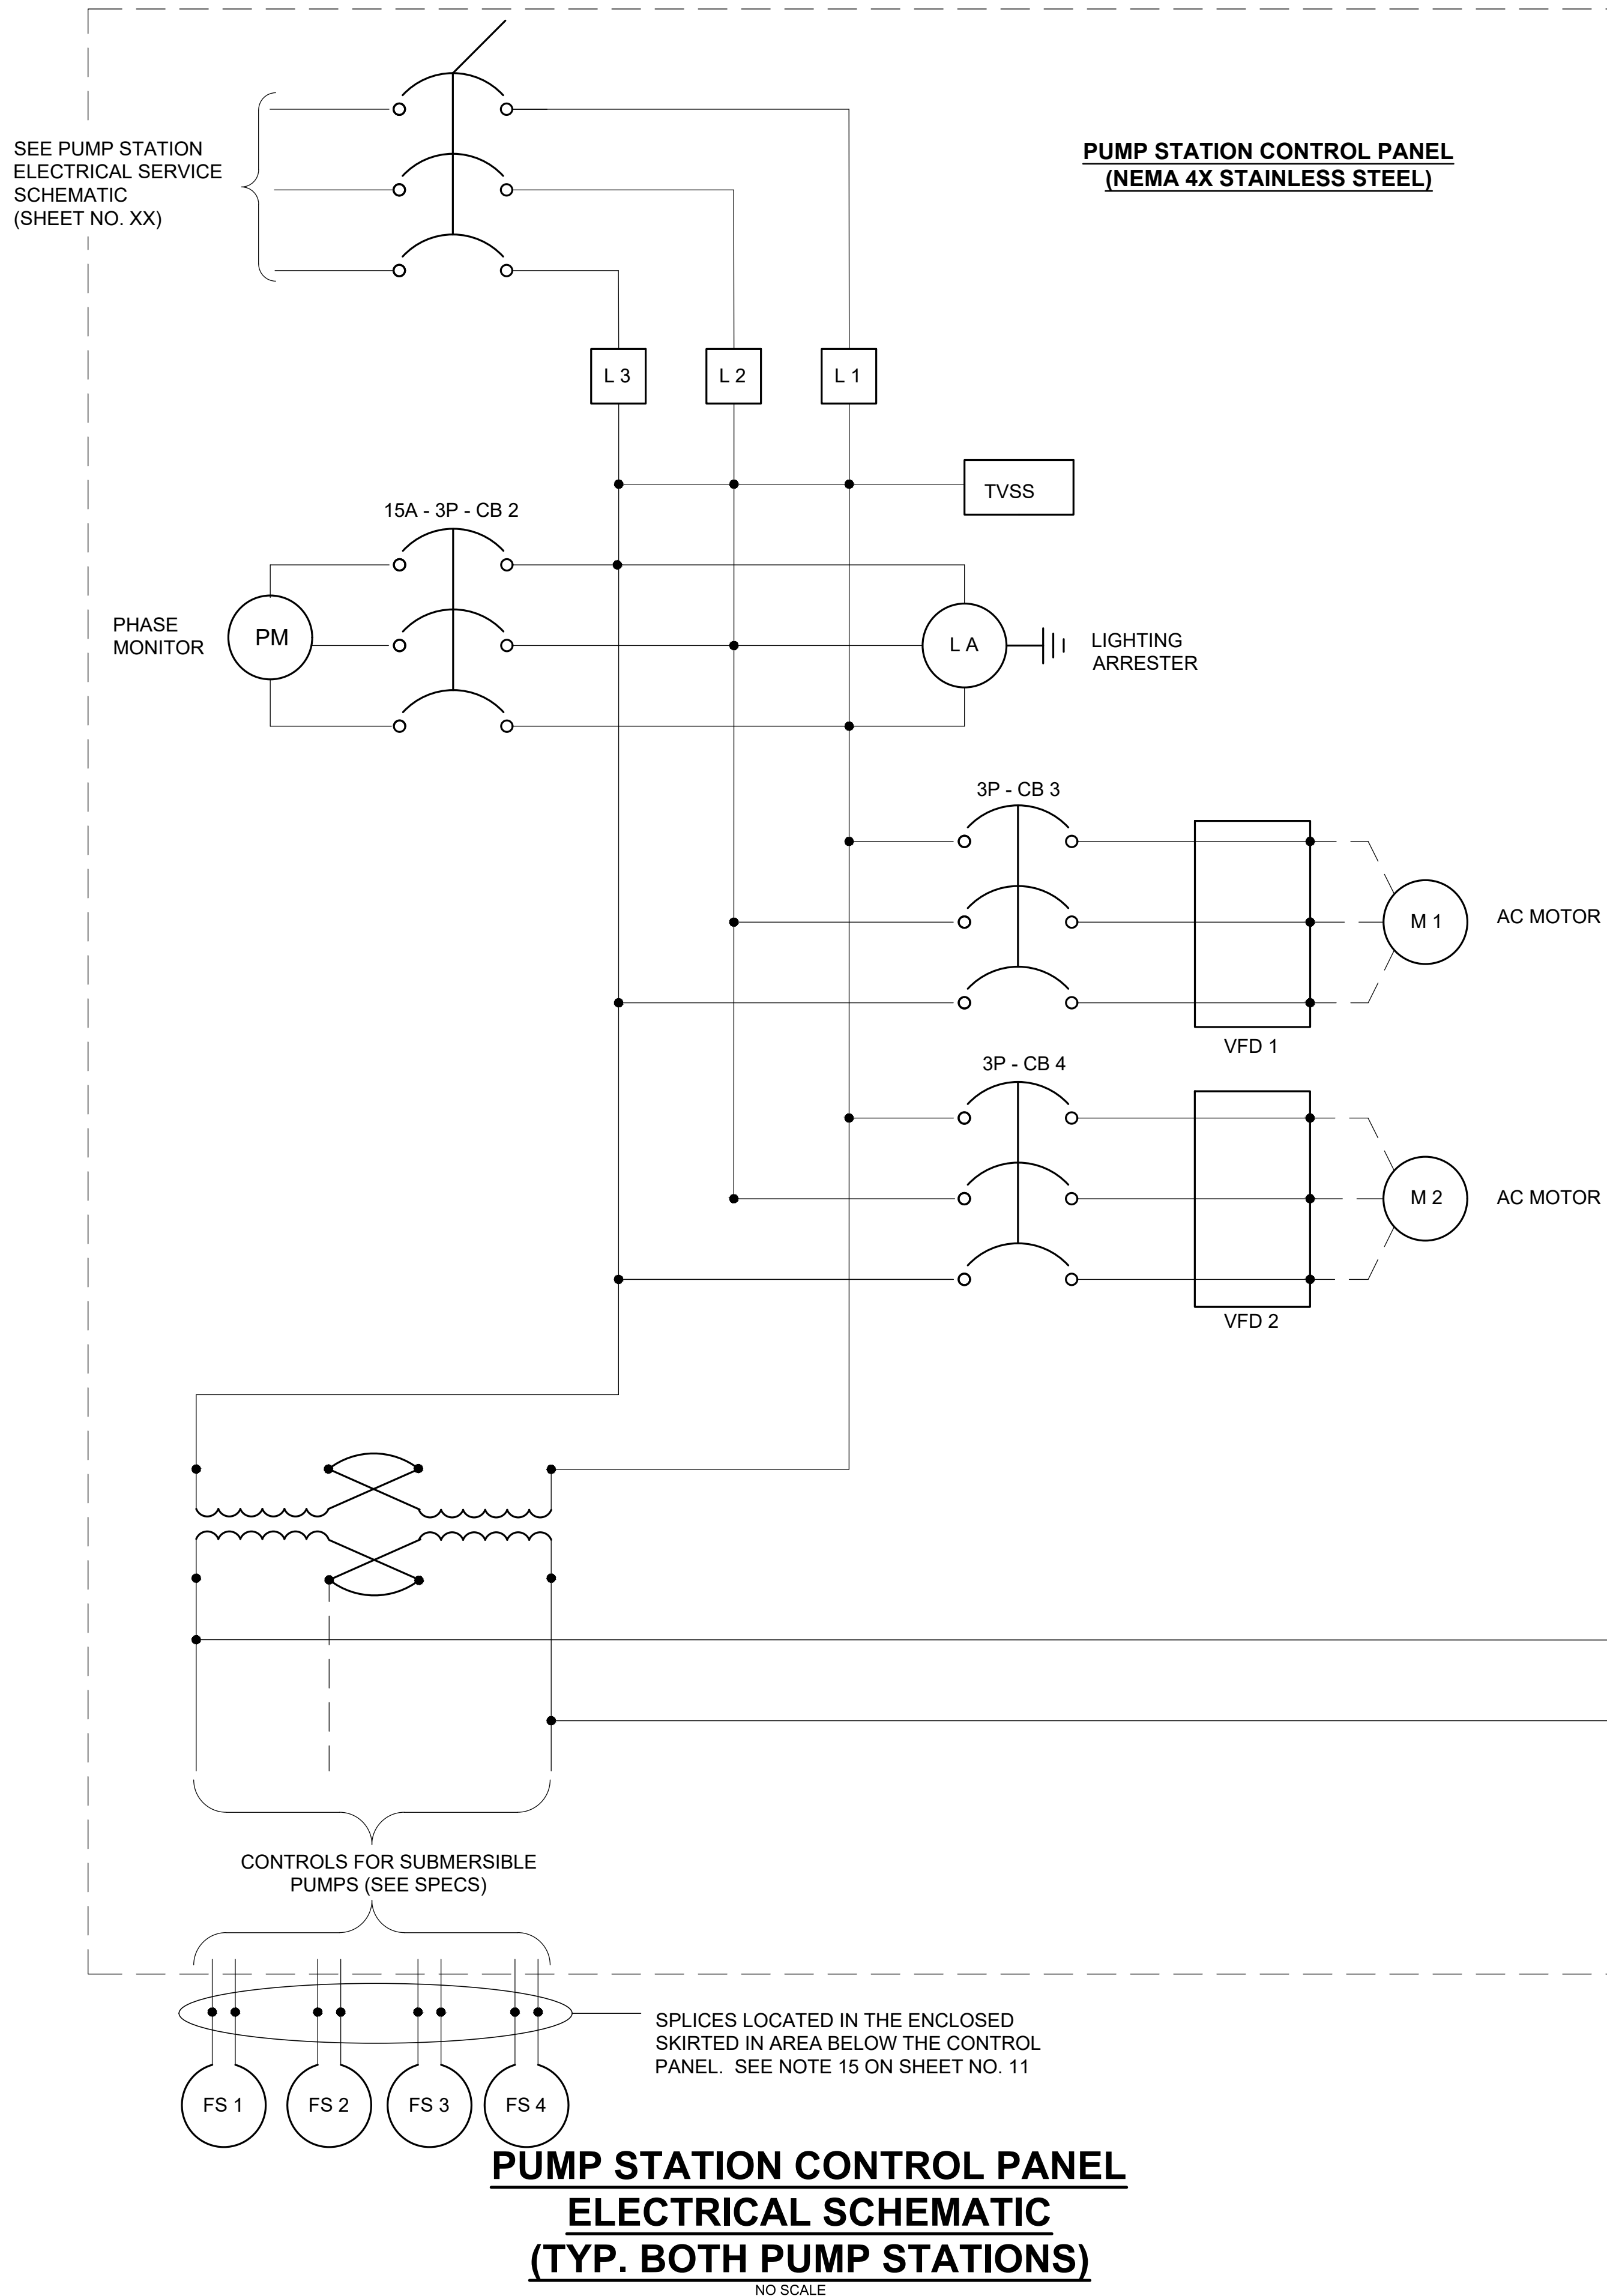 SEE PUMP STATION
ELECTRICAL SERVICE
SCHEMATIC
(SHEET NO. XX)
PUMP STATION CONTROL PANEL
(NEMA 4X STAINLESS STEEL)
L 3
L 2
L 1
TVSS
15A - 3P - CB 2
PHASE
MONITOR
PM
L A
LIGHTING
ARRESTER
3P - CB 3
M 1
AC MOTOR
VFD 1
3P - CB 4
M 2
AC MOTOR
VFD 2
CONTROLS FOR SUBMERSIBLE
PUMPS (SEE SPECS)
SPLICES LOCATED IN THE ENCLOSED
SKIRTED IN AREA BELOW THE CONTROL
PANEL. SEE NOTE 15 ON SHEET NO. 11
FS 1
FS 2
FS 3
FS 4
PUMP STATION CONTROL PANEL
ELECTRICAL SCHEMATIC
(TYP. BOTH PUMP STATIONS)
NO SCALE